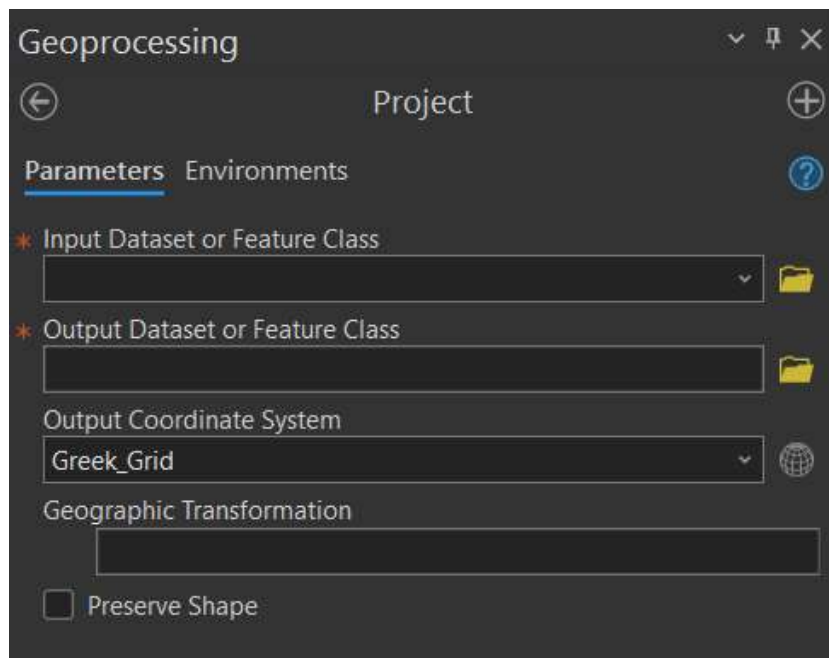 Geoprocessing
Project
Parameters Environments
* Input Dataset or Feature Class
* Output Dataset or Feature Class
Output Coordinate System
Greek_Grid
Geographic Transformation
Preserve Shape